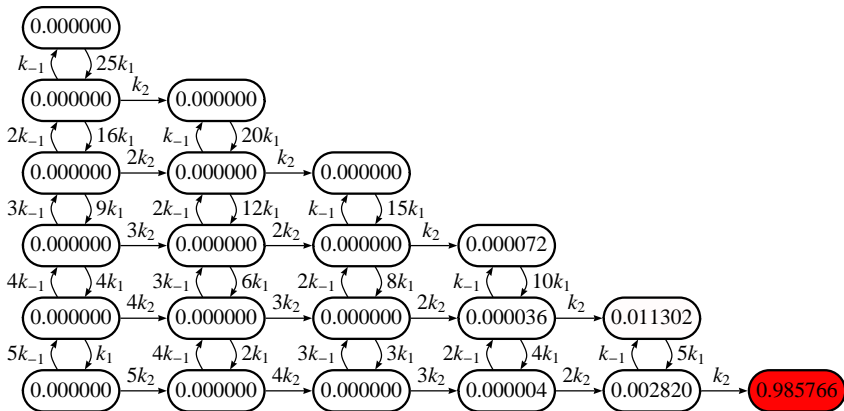 0.000000
k₋₁ 25k₁
k₂
0.000000 0.000000
2k₋₁ 16k₁ k₋₁ 20k₁
2k₂ k₂
0.000000 0.000000 0.000000
3k₋₁ 9k₁ 2k₋₁ 12k₁ k₋₁ 15k₁
3k₂ 2k₂ k₂
0.000000 0.000000 0.000000 0.000072
4k₋₁ 4k₁ 3k₋₁ 6k₁ 2k₋₁ 8k₁ k₋₁ 10k₁
4k₂ 3k₂ 2k₂ k₂
0.000000 0.000000 0.000000 0.000036 0.011302
5k₋₁ k₁ 4k₋₁ 2k₁ 3k₋₁ 3k₁ 2k₋₁ 4k₁ k₋₁ 5k₁
5k₂ 4k₂ 3k₂ 2k₂ k₂
0.000000 0.000000 0.000000 0.000004 0.002820 0.985766